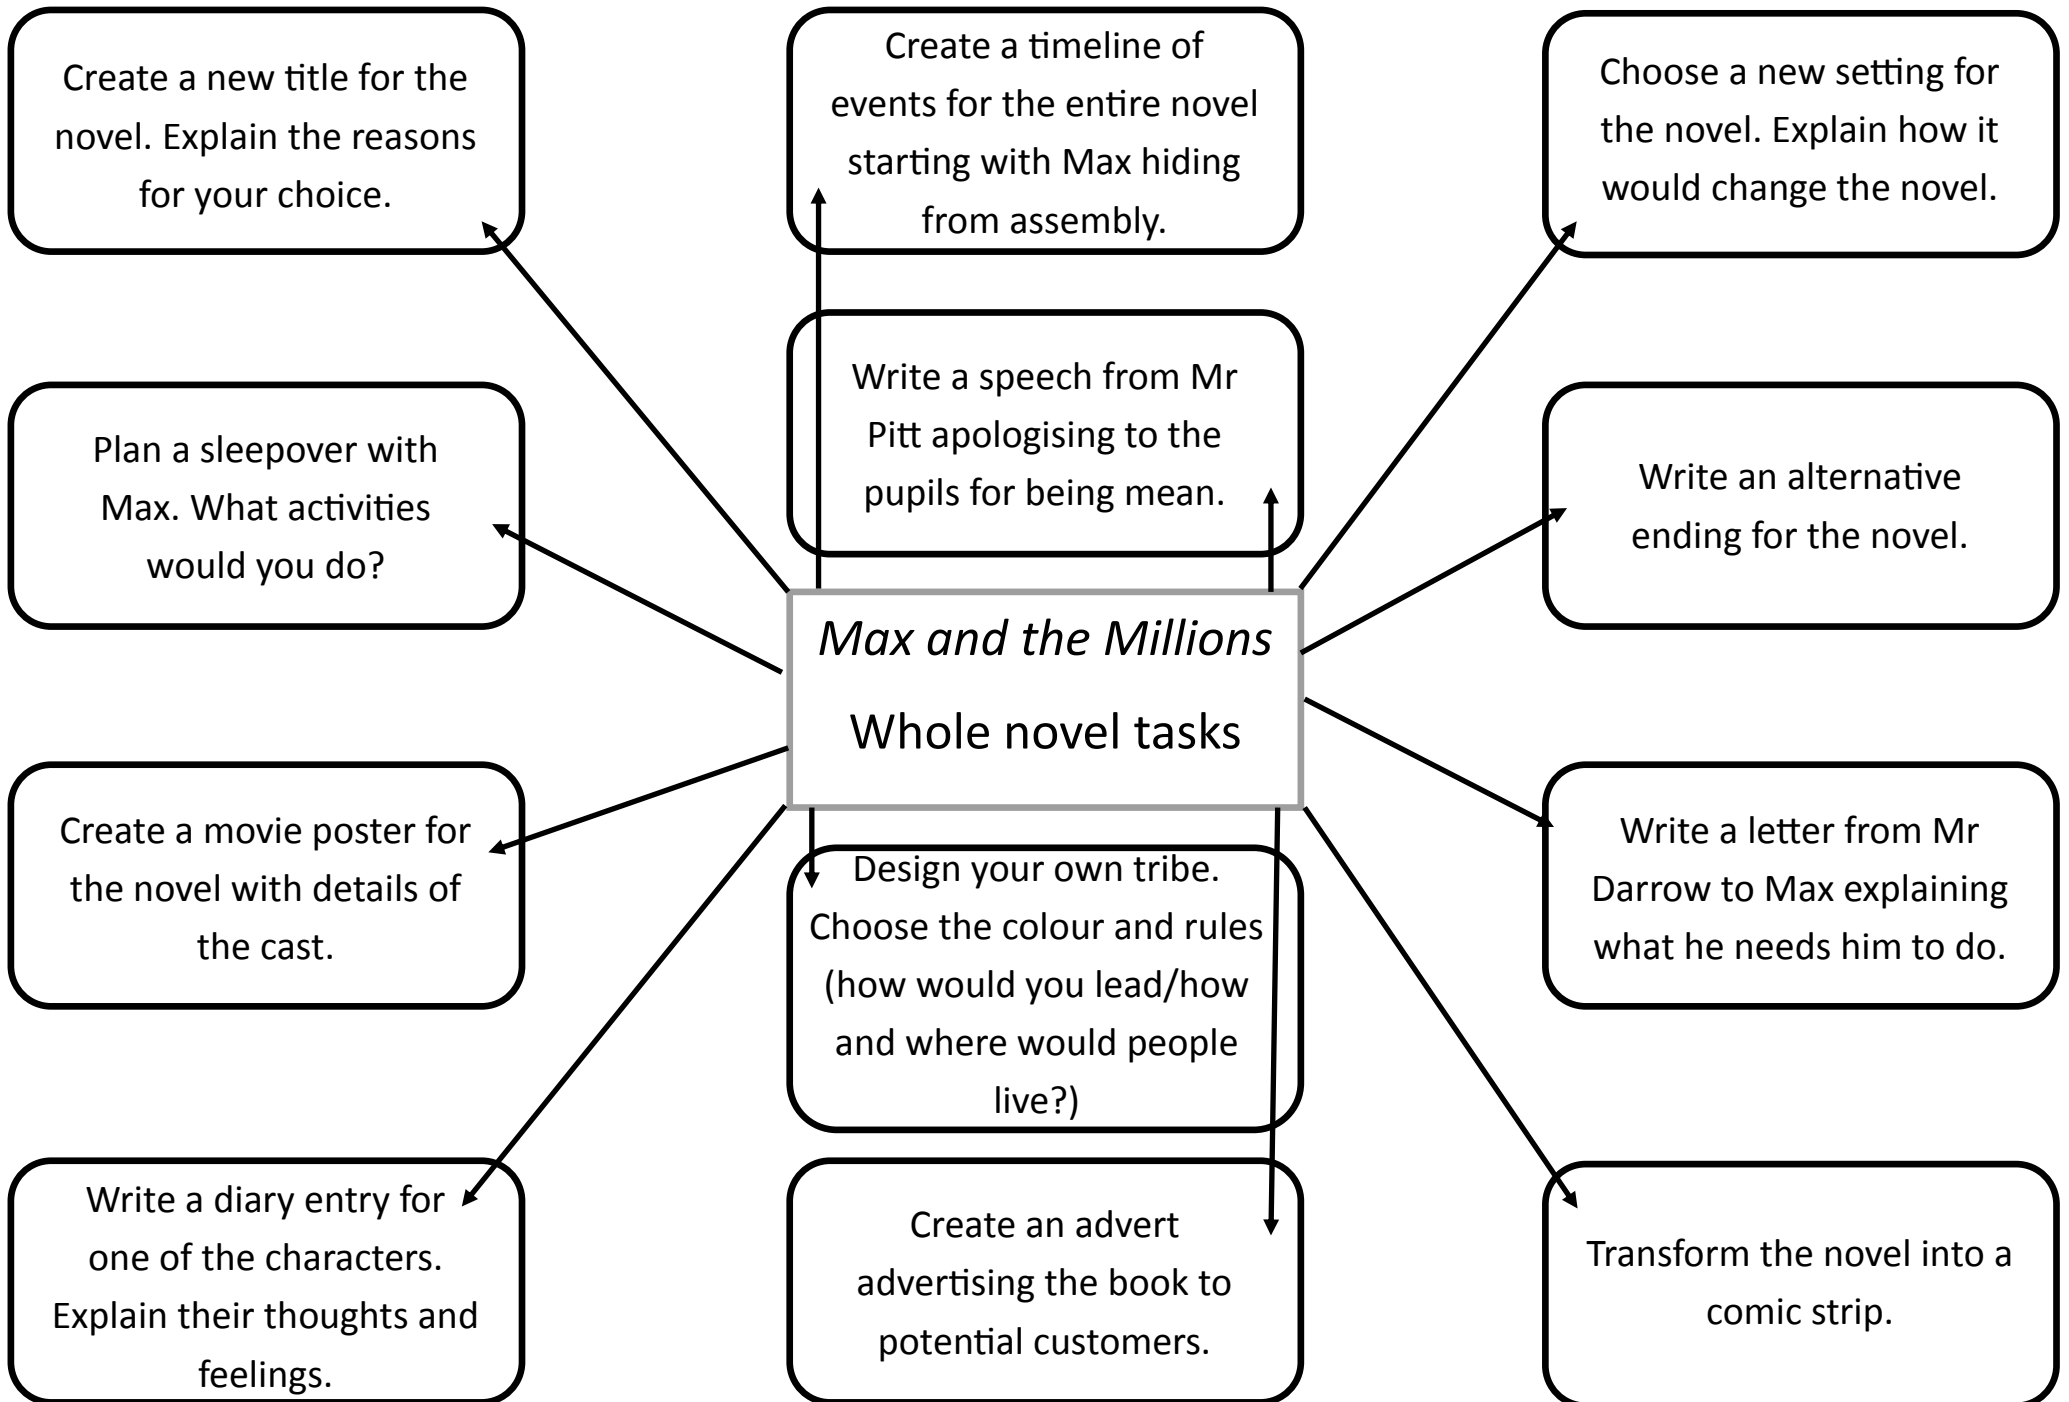 Create a new title for the
novel. Explain the reasons
for your choice.
Create a timeline of
events for the entire novel
starting with Max hiding
from assembly.
Choose a new setting for
the novel. Explain how it
would change the novel.
Plan a sleepover with
Max. What activities
would you do?
Write a speech from Mr
Pitt apologising to the
pupils for being mean.
Write an alternative
ending for the novel.
Max and the Millions
Whole novel tasks
Create a movie poster for
the novel with details of
the cast.
Design your own tribe.
Choose the colour and rules
(how would you lead/how
and where would people
live?)
Write a letter from Mr
Darrow to Max explaining
what he needs him to do.
Write a diary entry for
one of the characters.
Explain their thoughts and
feelings.
Create an advert
advertising the book to
potential customers.
Transform the novel into a
comic strip.